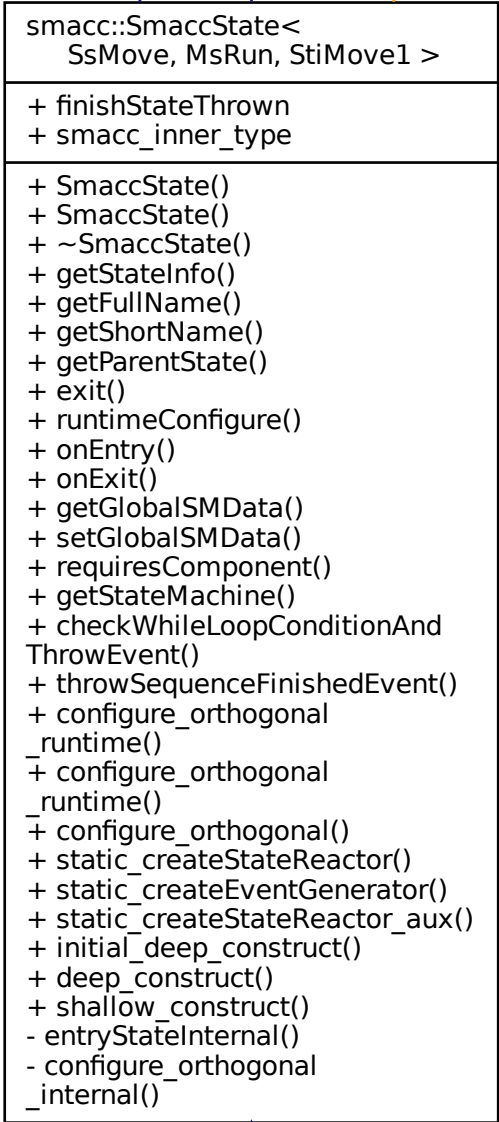 smacc::SmaccState<
SsMove, MsRun, StiMove1 >
+ finishStateThrown
+ smacc_inner_type
+ SmaccState()
+ SmaccState()
+ ~SmaccState()
+ getStateInfo()
+ getFullName()
+ getShortName()
+ getParentState()
+ exit()
+ runtimeConfigure()
+ onEntry()
+ onExit()
+ getGlobalSMData()
+ setGlobalSMData()
+ requiresComponent()
+ getStateMachine()
+ checkWhileLoopConditionAnd
ThrowEvent()
+ throwSequenceFinishedEvent()
+ configure_orthogonal
_runtime()
+ configure_orthogonal
_runtime()
+ configure_orthogonal()
+ static_createStateReactor()
+ static_createEventGenerator()
+ static_createStateReactor_aux()
+ initial_deep_construct()
+ deep_construct()
+ shallow_construct()
- entryStateInternal()
- configure_orthogonal
_internal()